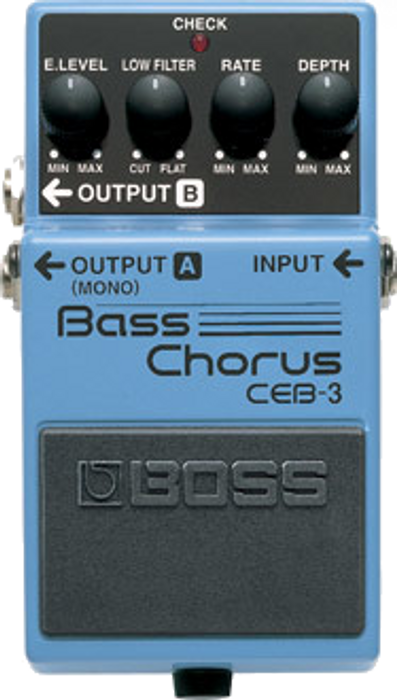 CHECK
E.LEVEL LOW FILTER RATE DEPTH
MIN MAX CUT FLAT MIN MAX MIN MAX
← OUTPUT B
← OUTPUT A INPUT ←
(MONO)
Bass
Chorus
CEB-3
BOSS